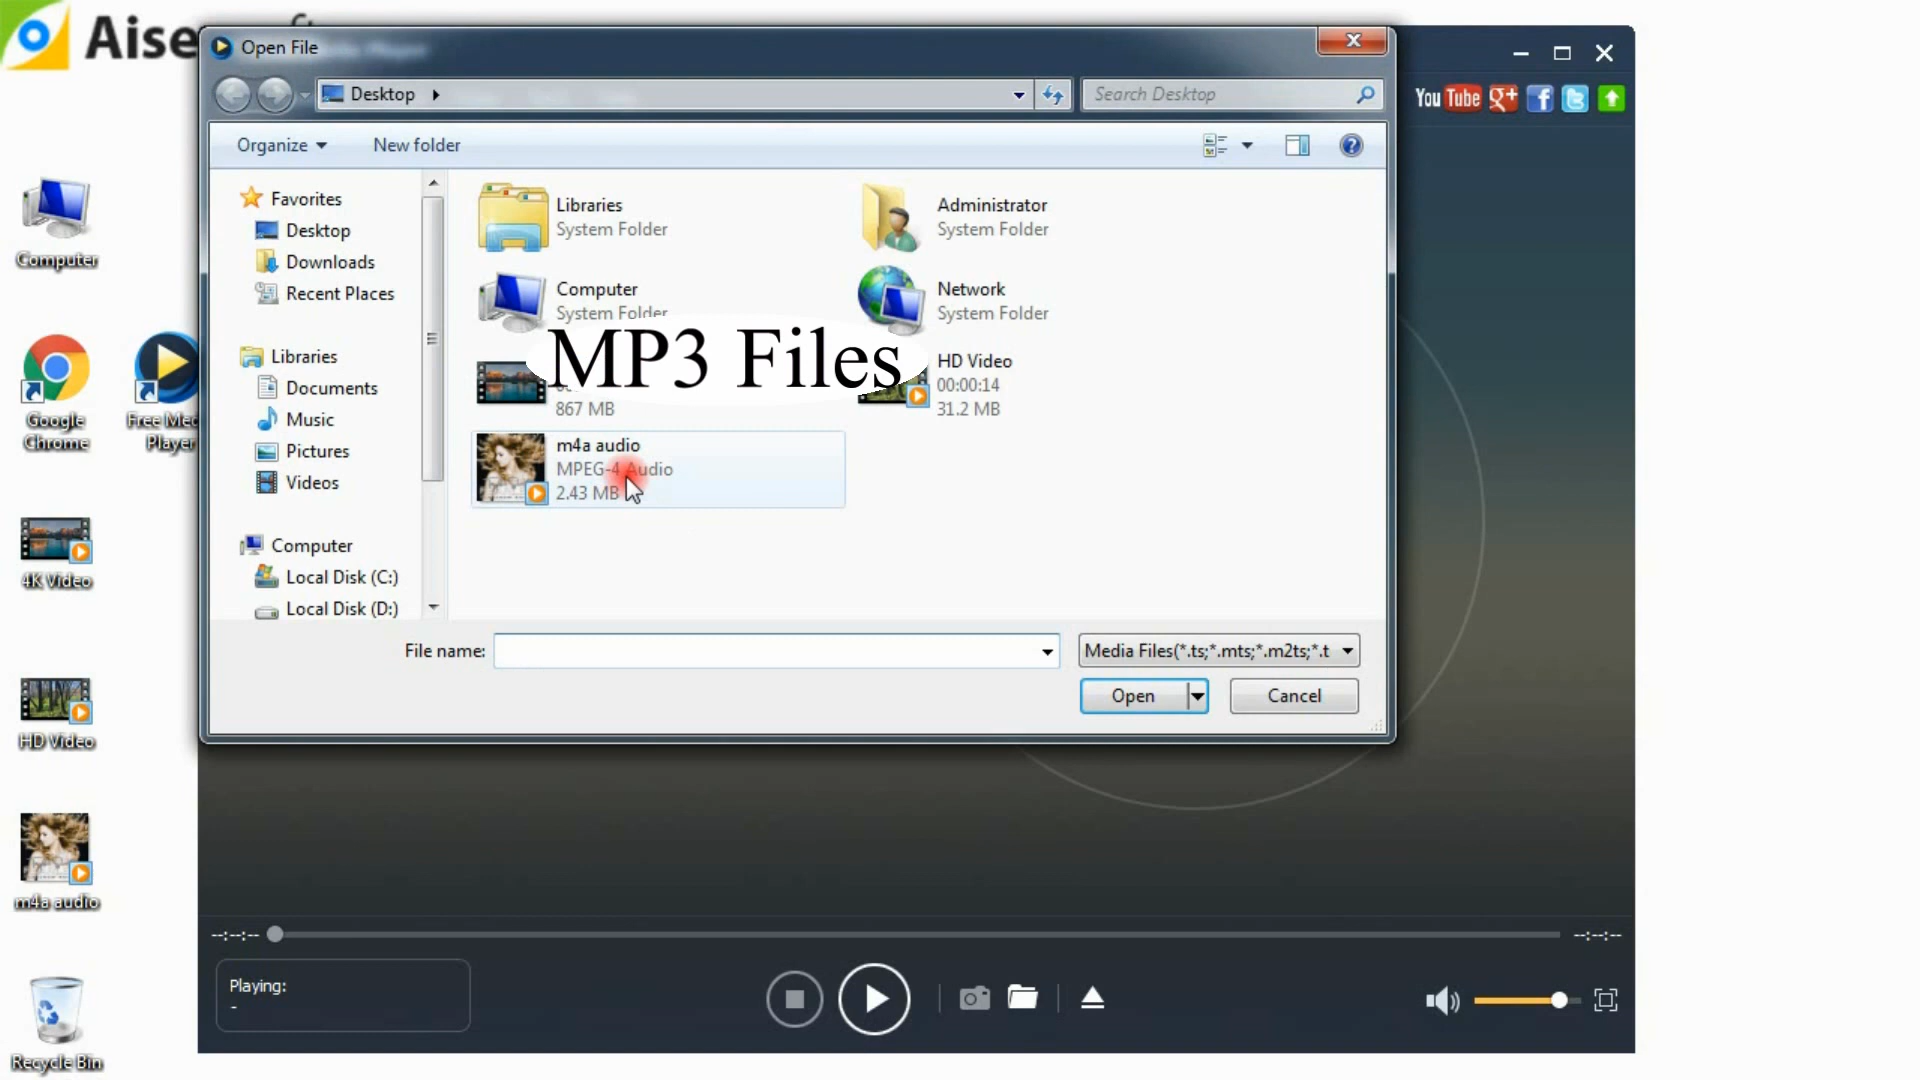 Aise
Open File
Desktop
Search Desktop
You Tube
Organize
New folder
Favorites
Desktop
Downloads
Recent Places
Libraries
Documents
Music
Pictures
Videos
Computer
Local Disk (C:)
Local Disk (D:)
Libraries
System Folder
Administrator
System Folder
Computer
System Folder
Network
System Folder
MP3 Files
867 MB
HD Video
00:00:14
31.2 MB
m4a audio
MPEG-4 Audio
2.43 MB
File name:
Media Files(*.ts;*.mts;*.m2ts;*.t
Open
Cancel
Computer
Google
Chrome
Free Med
Player
4K Video
HD Video
m4a audio
Recycle Bin
--:--:--
--:--:--
Playing:
-